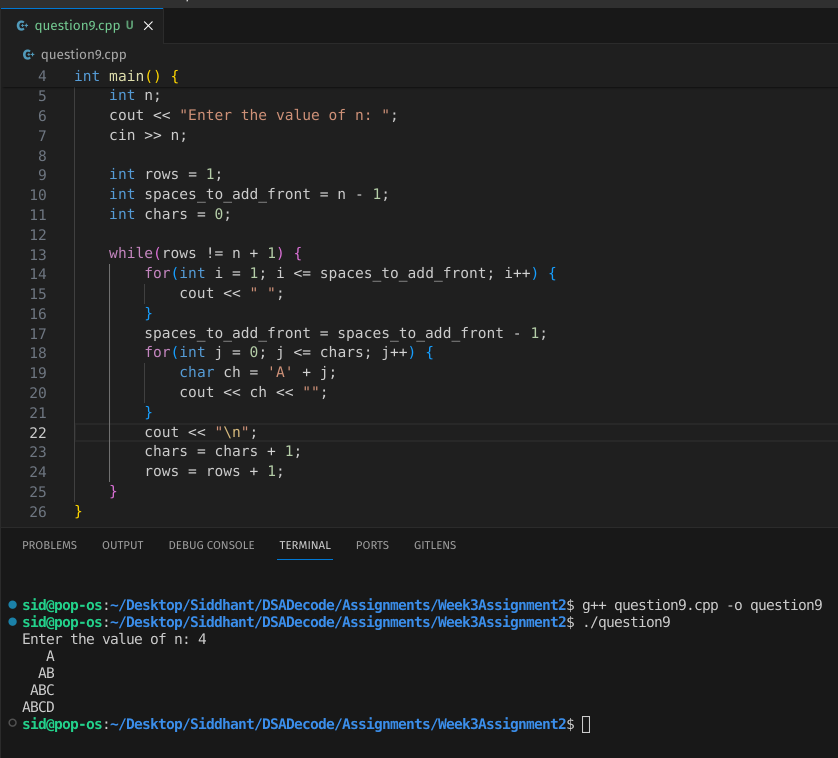 question9.cpp U
question9.cpp
4 int main() {
5     int n;
6     cout << "Enter the value of n: ";
7     cin >> n;
8
9     int rows = 1;
10     int spaces_to_add_front = n - 1;
11     int chars = 0;
12
13     while(rows != n + 1) {
14         for(int i = 1; i <= spaces_to_add_front; i++) {
15             cout << " ";
16         }
17         spaces_to_add_front = spaces_to_add_front - 1;
18         for(int j = 0; j <= chars; j++) {
19             char ch = 'A' + j;
20             cout << ch << "";
21         }
22         cout << "\n";
23         chars = chars + 1;
24         rows = rows + 1;
25     }
26 }
PROBLEMS OUTPUT DEBUG CONSOLE TERMINAL PORTS GITLENS
sid@pop-os:~/Desktop/Siddhant/DSADecode/Assignments/Week3Assignment2$ g++ question9.cpp -o question9
sid@pop-os:~/Desktop/Siddhant/DSADecode/Assignments/Week3Assignment2$ ./question9
Enter the value of n: 4
   A
  AB
 ABC
ABCD
sid@pop-os:~/Desktop/Siddhant/DSADecode/Assignments/Week3Assignment2$